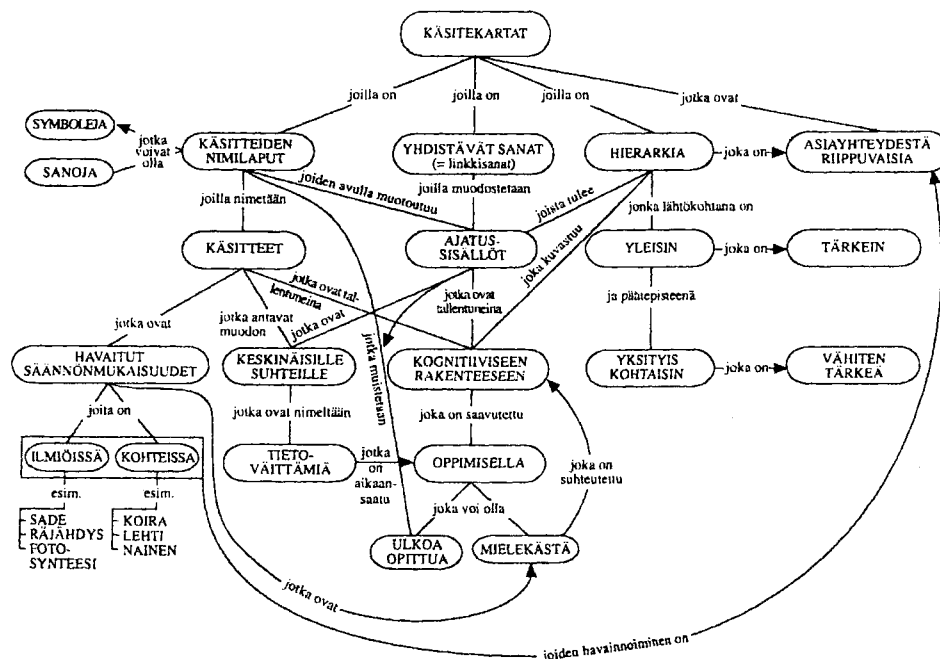 KÄSITEKARTAT
joilla on
joilla on
joilla on
jotka ovat
SYMBOLEJA
jotka
voivat
olla
SANOJA
KÄSITTEIDEN
NIMILAPUT
YHDISTÄVÄT SANAT
(= linkkisanat)
HIERARKIA
joka on
ASIAYHTEYDESTÄ
RIIPPUVAISIA
joilla nimetään
joiden avulla muotoutuu
joilla muodostetaan
joista tulee
jonka lähtökohtana on
KÄSITTEET
AJATUS-
SISÄLLÖT
YLEISIN
joka on
TÄRKEIN
jotka ovat
jotka antavat
muodon
jotka ovat tal-
lentuneina
jotka ovat
jotka ovat
tallentuneina
joka kuvastuu
ja päätepisteenä
HAVAITUT
SÄÄNNÖNMUKAISUUDET
KESKINÄISILLE
SUHTEILLE
jotka muistetaan
KOGNITIIVISEEN
RAKENTEESEEN
YKSITYIS
KOHTAISIN
joka on
VÄHITEN
TÄRKEÄ
joita on
jotka ovat nimeltään
joka on saavutettu
ILMIÖISSÄ
KOHTEISSA
TIETO-
VÄITTÄMIÄ
jotka
on
aikaan-
saatu
OPPIMISELLA
joka on
suhteutettu
esim.
esim.
SADE
RÄJÄHDYS
FOTO-
SYNTEESI
KOIRA
LEHTI
NAINEN
joka voi olla
ULKOA
OPITTUA
MIELEKÄSTÄ
jotka ovat
joiden havainnoiminen on